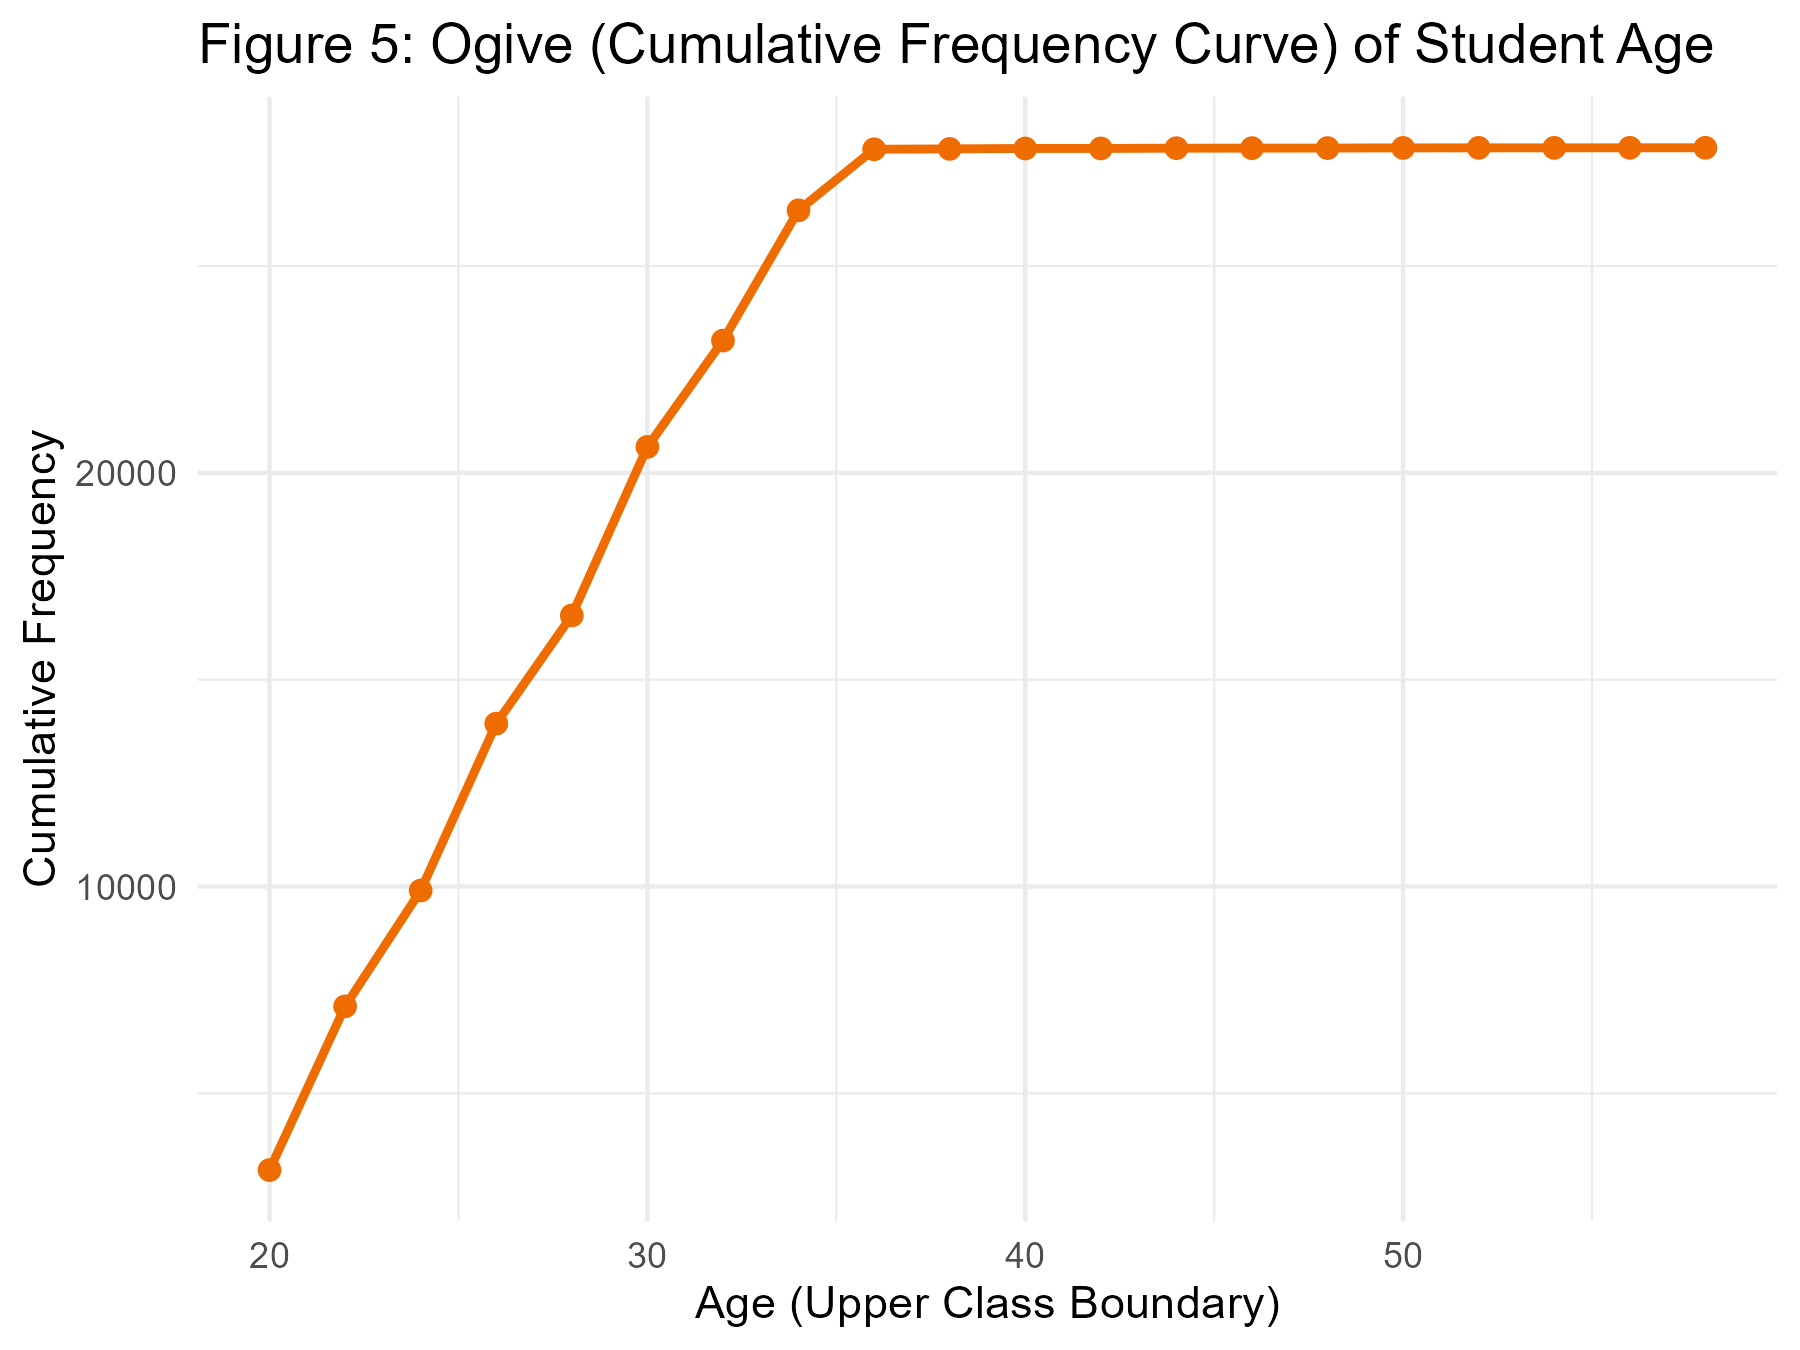 Figure 5: Ogive (Cumulative Frequency Curve) of Student Age
Cumulative Frequency
20000
10000
20
30
40
50
Age (Upper Class Boundary)